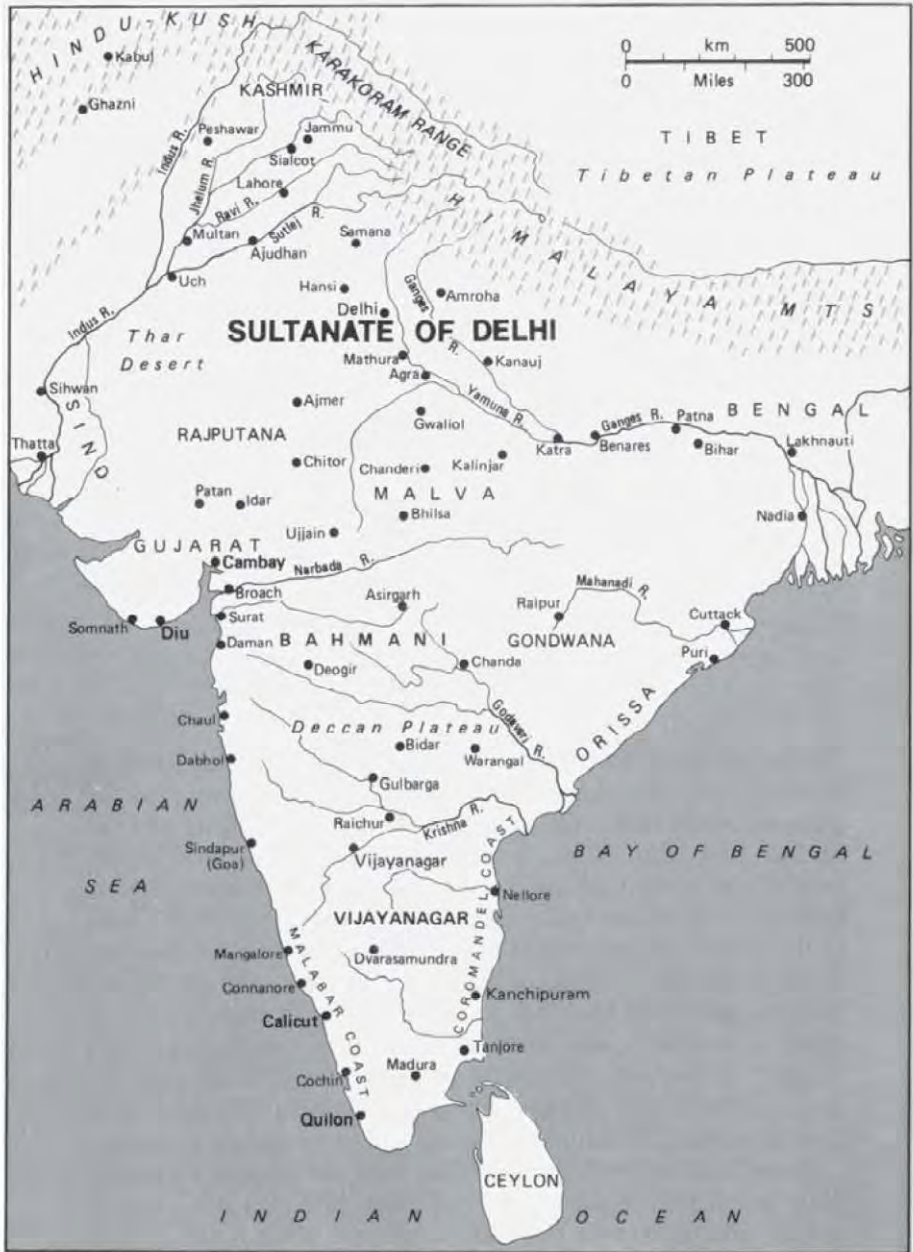 HINDU-KUSH
Kabul
Ghazni
KARAKORAM RANGE
KASHMIR
0 km 500
0 Miles 300
TIBET
Tibetan Plateau
Peshawar
Jammu
Sialcot
Indus R.
Jhelum R.
Lahore
Ravi R.
Sutlej R.
Multan
Ajudhan
Samana
HIMALAYA MTS
Uch
Hansi
Ganges R.
Amroha
Delhi
Indus R.
SULTANATE OF DELHI
Thar
Desert
Mathura
Kanauj
Agra
Sihwan
SIND
Ajmer
Yamuna R.
Gwaliol
Ganges R.
Patna
BENGAL
RAJPUTANA
Thatta
Katra
Benares
Bihar
Lakhnauti
Chitor
Chanderi
Kalinjar
MALVA
Patan
Idar
Bhilsa
Nadia
Ujjain
GUJARAT
Cambay
Narbada R.
Broach
Asirgarh
Mahanadi R.
Raipur
Somnath
Diu
Surat
Cuttack
Daman
BAHMANI
GONDWANA
Deogir
Chanda
Puri
Godavari R.
ORISSA
Chaul
Deccan Plateau
Bidar
Warangal
Dabhol
Gulbarga
ARABIAN
SEA
Raichur
Krishna R.
Sindapur
(Goa)
Vijayanagar
BAY OF BENGAL
COROMANDEL COAST
Nellore
VIJAYANAGAR
MALABAR COAST
Mangalore
Dvarasamundra
Connanore
Kanchipuram
Calicut
Tanjore
Cochin
Madura
Quilon
CEYLON
INDIAN OCEAN